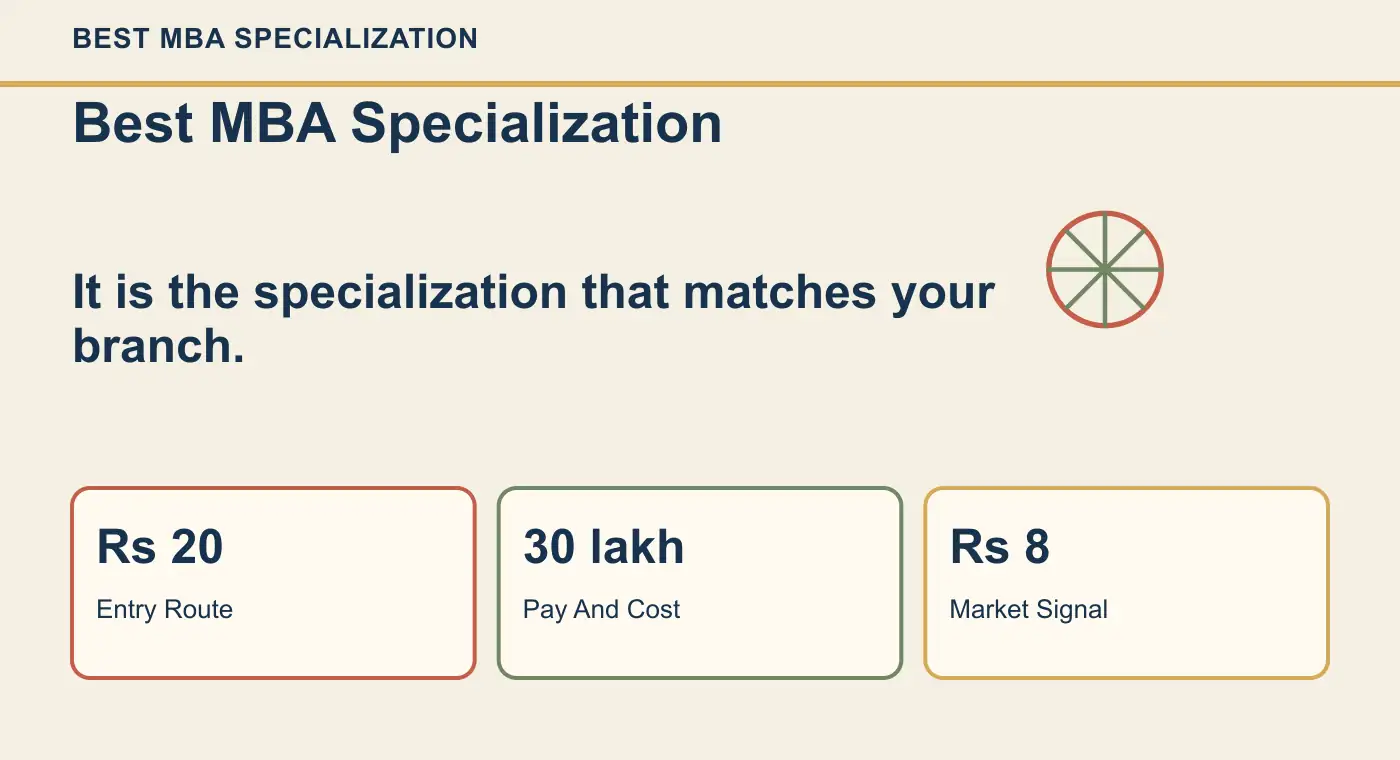 BEST MBA SPECIALIZATION
Best MBA Specialization
It is the specialization that matches your
branch.
Rs 20
Entry Route
30 lakh
Pay And Cost
Rs 8
Market Signal